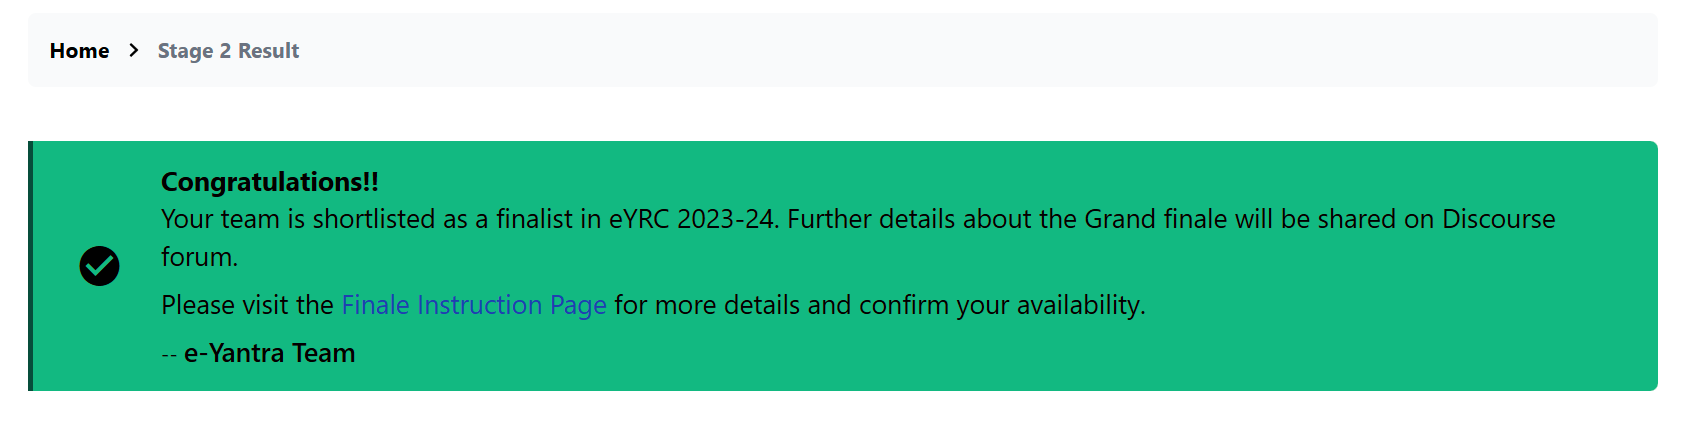 Home > Stage 2 Result
Congratulations!!
Your team is shortlisted as a finalist in eYRC 2023-24. Further details about the Grand finale will be shared on Discourse
forum.
Please visit the Finale Instruction Page for more details and confirm your availability.
-- e-Yantra Team